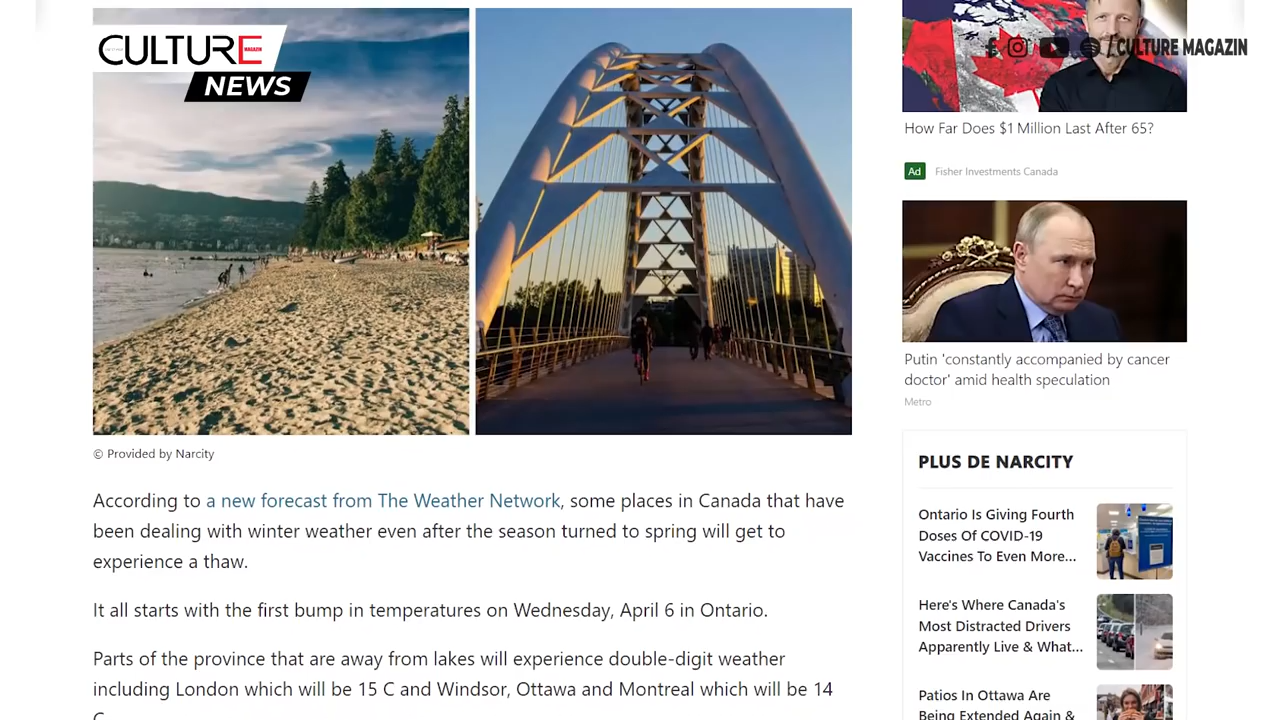 CULTURE
MAGAZIN
NEWS
/ CULTURE MAGAZIN
© Provided by Narcity
According to a new forecast from The Weather Network, some places in Canada that have
been dealing with winter weather even after the season turned to spring will get to
experience a thaw.
It all starts with the first bump in temperatures on Wednesday, April 6 in Ontario.
Parts of the province that are away from lakes will experience double-digit weather
including London which will be 15 C and Windsor, Ottawa and Montreal which will be 14
C
How Far Does $1 Million Last After 65?
Ad Fisher Investments Canada
Putin 'constantly accompanied by cancer
doctor' amid health speculation
Metro
PLUS DE NARCITY
Ontario Is Giving Fourth
Doses Of COVID-19
Vaccines To Even More...
Here's Where Canada's
Most Distracted Drivers
Apparently Live & What...
Patios In Ottawa Are
Being Extended Again &